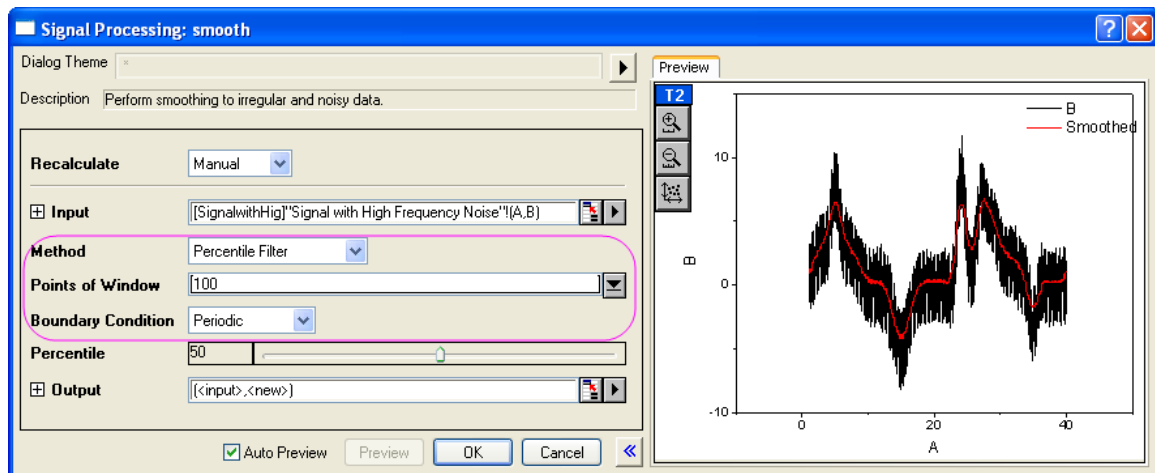 Signal Processing: smooth
Dialog Theme *
Description Perform smoothing to irregular and noisy data.
Recalculate Manual
Input [SignalwithHig]"Signal with High Frequency Noise"!(A,B)
Method Percentile Filter
Points of Window 100
Boundary Condition Periodic
Percentile 50
Output (<input>,<new>)
Auto Preview Preview OK Cancel
Preview
T2
B
Smoothed
10
0
-10
B
0 20 40
A